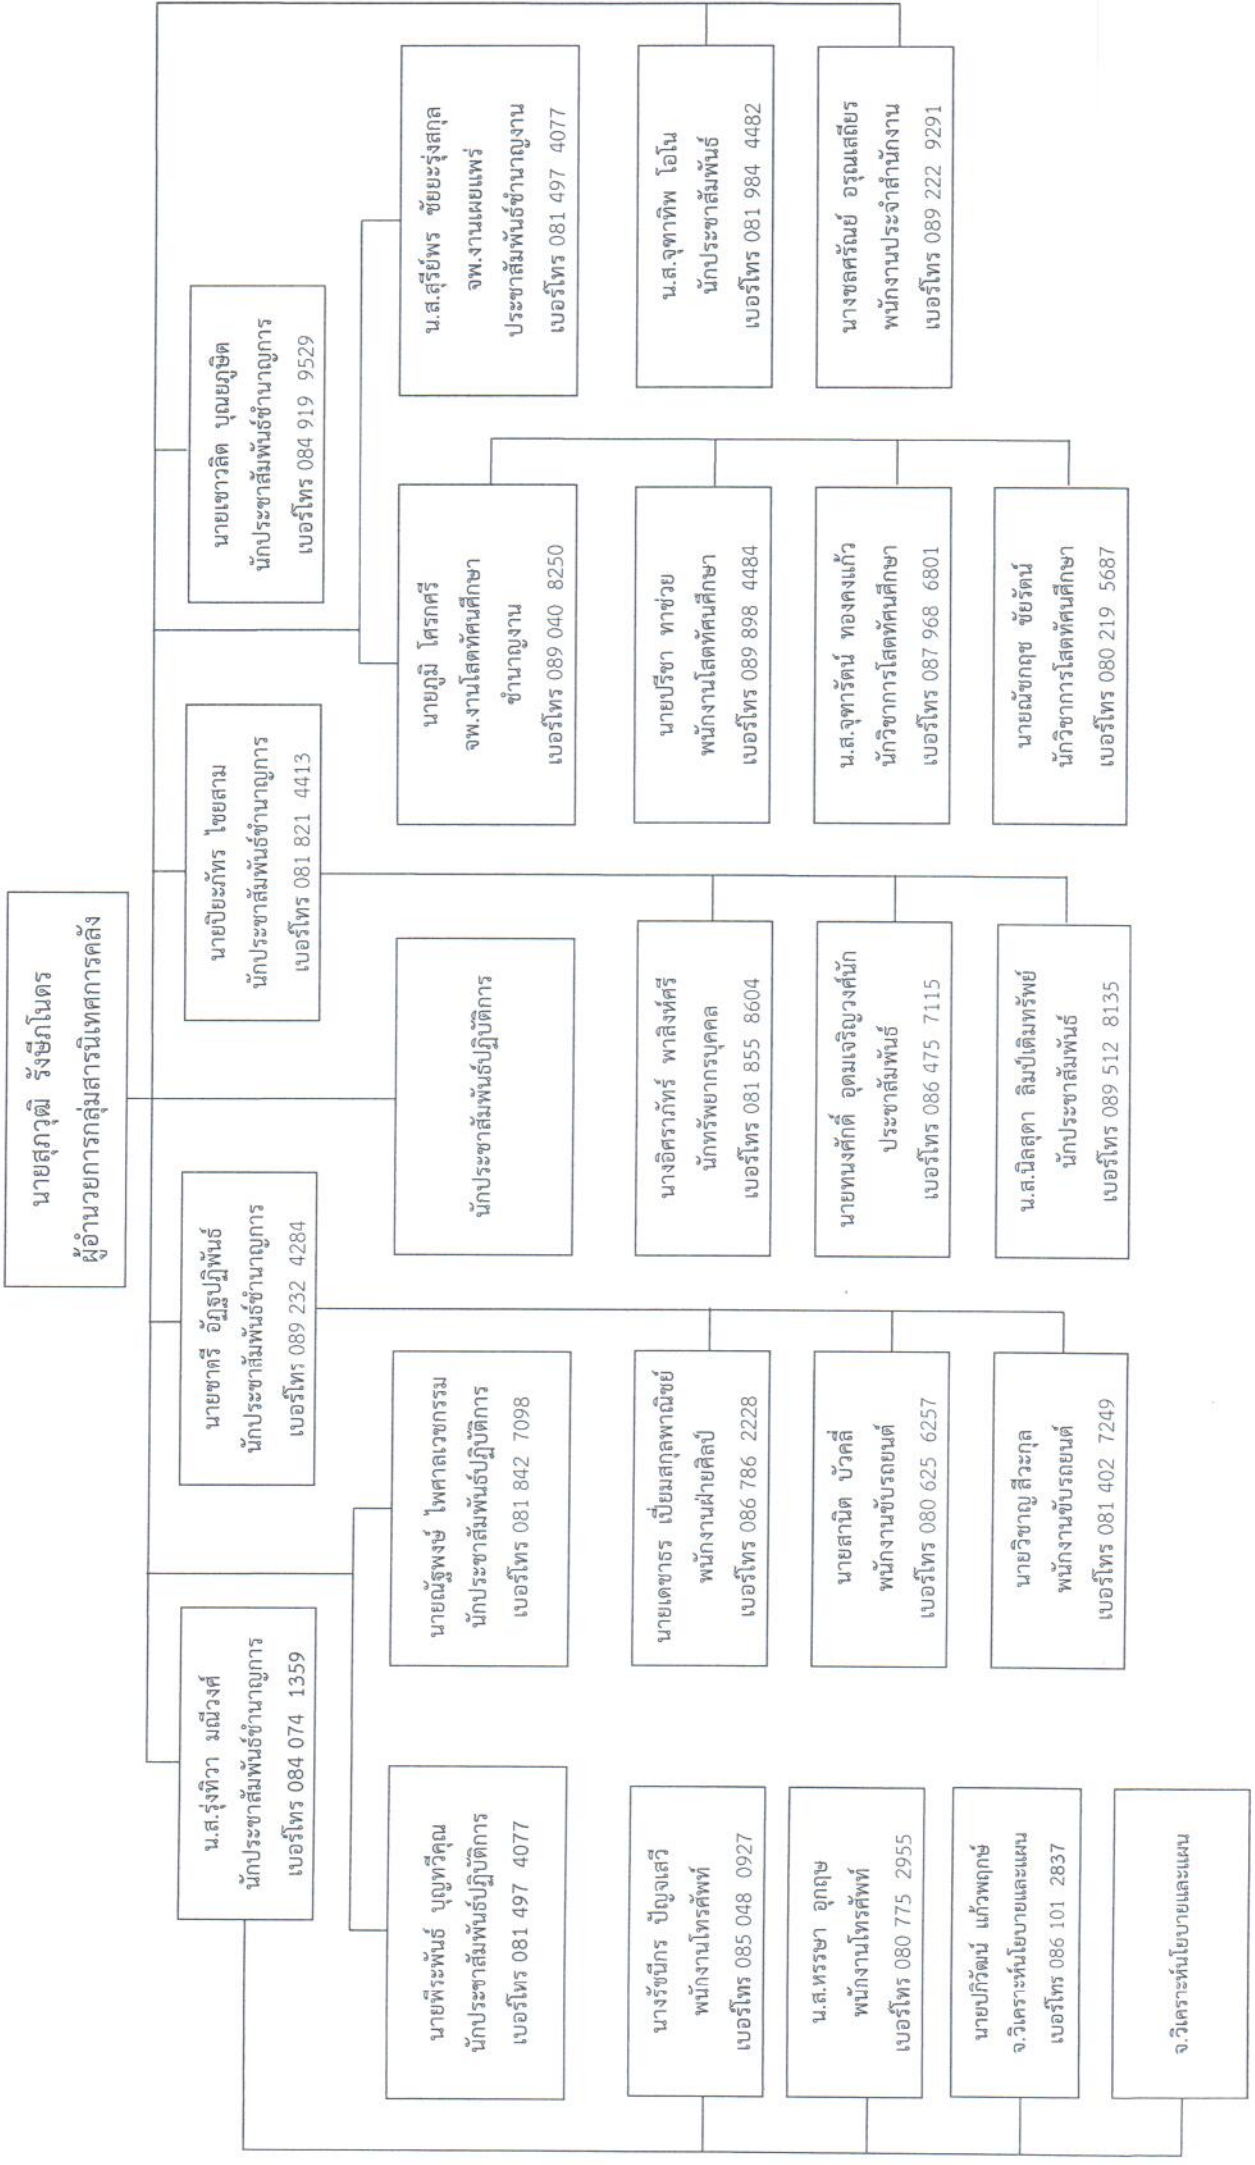 นายสุภวุฒิ รังษีภโนดร
ผู้อำนวยการกลุ่มสารนิเทศการคลัง
น.ส.รุ่งทิวา มณีวงศ์
นักประชาสัมพันธ์ชำนาญการ
เบอร์โทร 084 074 1359
นายชาตรี อัฏฐปฏิพันธ์
นักประชาสัมพันธ์ชำนาญการ
เบอร์โทร 089 232 4284
นายปิยะภัทร ไชยสาม
นักประชาสัมพันธ์ชำนาญการ
เบอร์โทร 081 821 4413
นายเชาวลิต บุณยภูษิต
นักประชาสัมพันธ์ชำนาญการ
เบอร์โทร 084 919 9529
นายพีระพันธ์ บุญทวีคุณ
นักประชาสัมพันธ์ปฏิบัติการ
เบอร์โทร 081 497 4077
นายณัฐพงษ์ ไพศาลเวชกรรม
นักประชาสัมพันธ์ปฏิบัติการ
เบอร์โทร 081 842 7098
นักประชาสัมพันธ์ปฏิบัติการ
นายภูมิ โศรกศรี
จพ.งานโสตทัศนศึกษา
ชำนาญงาน
เบอร์โทร 089 040 8250
น.ส.สุรีย์พร ชัยยะรุ่งสกุล
จพ.งานเผยแพร่
ประชาสัมพันธ์ชำนาญงาน
เบอร์โทร 081 497 4077
นางรัชนีกร ปัญจเสวี
พนักงานโทรศัพท์
เบอร์โทร 085 048 0927
นายเดชาธร เปี่ยมสกุลพาณิชย์
พนักงานฝ่ายศิลป์
เบอร์โทร 086 786 2228
นางอิศราภัทร์ พาสิงห์ศรี
นักทรัพยากรบุคคล
เบอร์โทร 081 855 8604
นายปรีชา ทาช่วย
พนักงานโสตทัศนศึกษา
เบอร์โทร 089 898 4484
น.ส.จุฑาทิพ โอโน
นักประชาสัมพันธ์
เบอร์โทร 081 984 4482
น.ส.หรรษา อุกฤษ
พนักงานโทรศัพท์
เบอร์โทร 080 775 2955
นายสานิต บัวคลี่
พนักงานขับรถยนต์
เบอร์โทร 080 625 6257
นายทนงศักดิ์ อุดมเจริญวงศ์นัก
ประชาสัมพันธ์
เบอร์โทร 086 475 7115
น.ส.จุฑารัตน์ ทองคงแก้ว
นักวิชาการโสตทัศนศึกษา
เบอร์โทร 087 968 6801
นางชลศรัณย์ อรุณเสถียร
พนักงานประจำสำนักงาน
เบอร์โทร 089 222 9291
นายปภิวัฒน์ แก้วพฤกษ์
จ.วิเคราะห์นโยบายและแผน
เบอร์โทร 086 101 2837
นายวิชาญ สีวะกุล
พนักงานขับรถยนต์
เบอร์โทร 081 402 7249
น.ส.นิลสุดา ลิมป์เติมทรัพย์
นักประชาสัมพันธ์
เบอร์โทร 089 512 8135
นายณัชกฤช ชัยรัตน์
นักวิชาการโสตทัศนศึกษา
เบอร์โทร 080 219 5687
จ.วิเคราะห์นโยบายและแผน